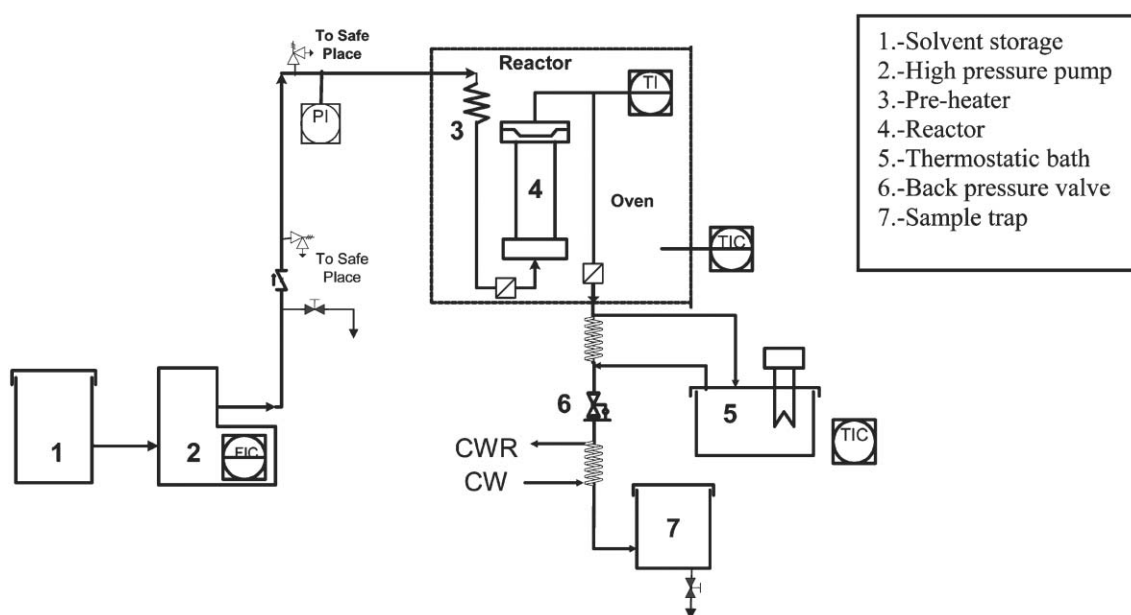 To Safe
Place
PI
To Safe
Place
Reactor
3
4
TI
Oven
TIC
1
2
FIC
6
5
TIC
CWR
CW
7
1.-Solvent storage
2.-High pressure pump
3.-Pre-heater
4.-Reactor
5.-Thermostatic bath
6.-Back pressure valve
7.-Sample trap